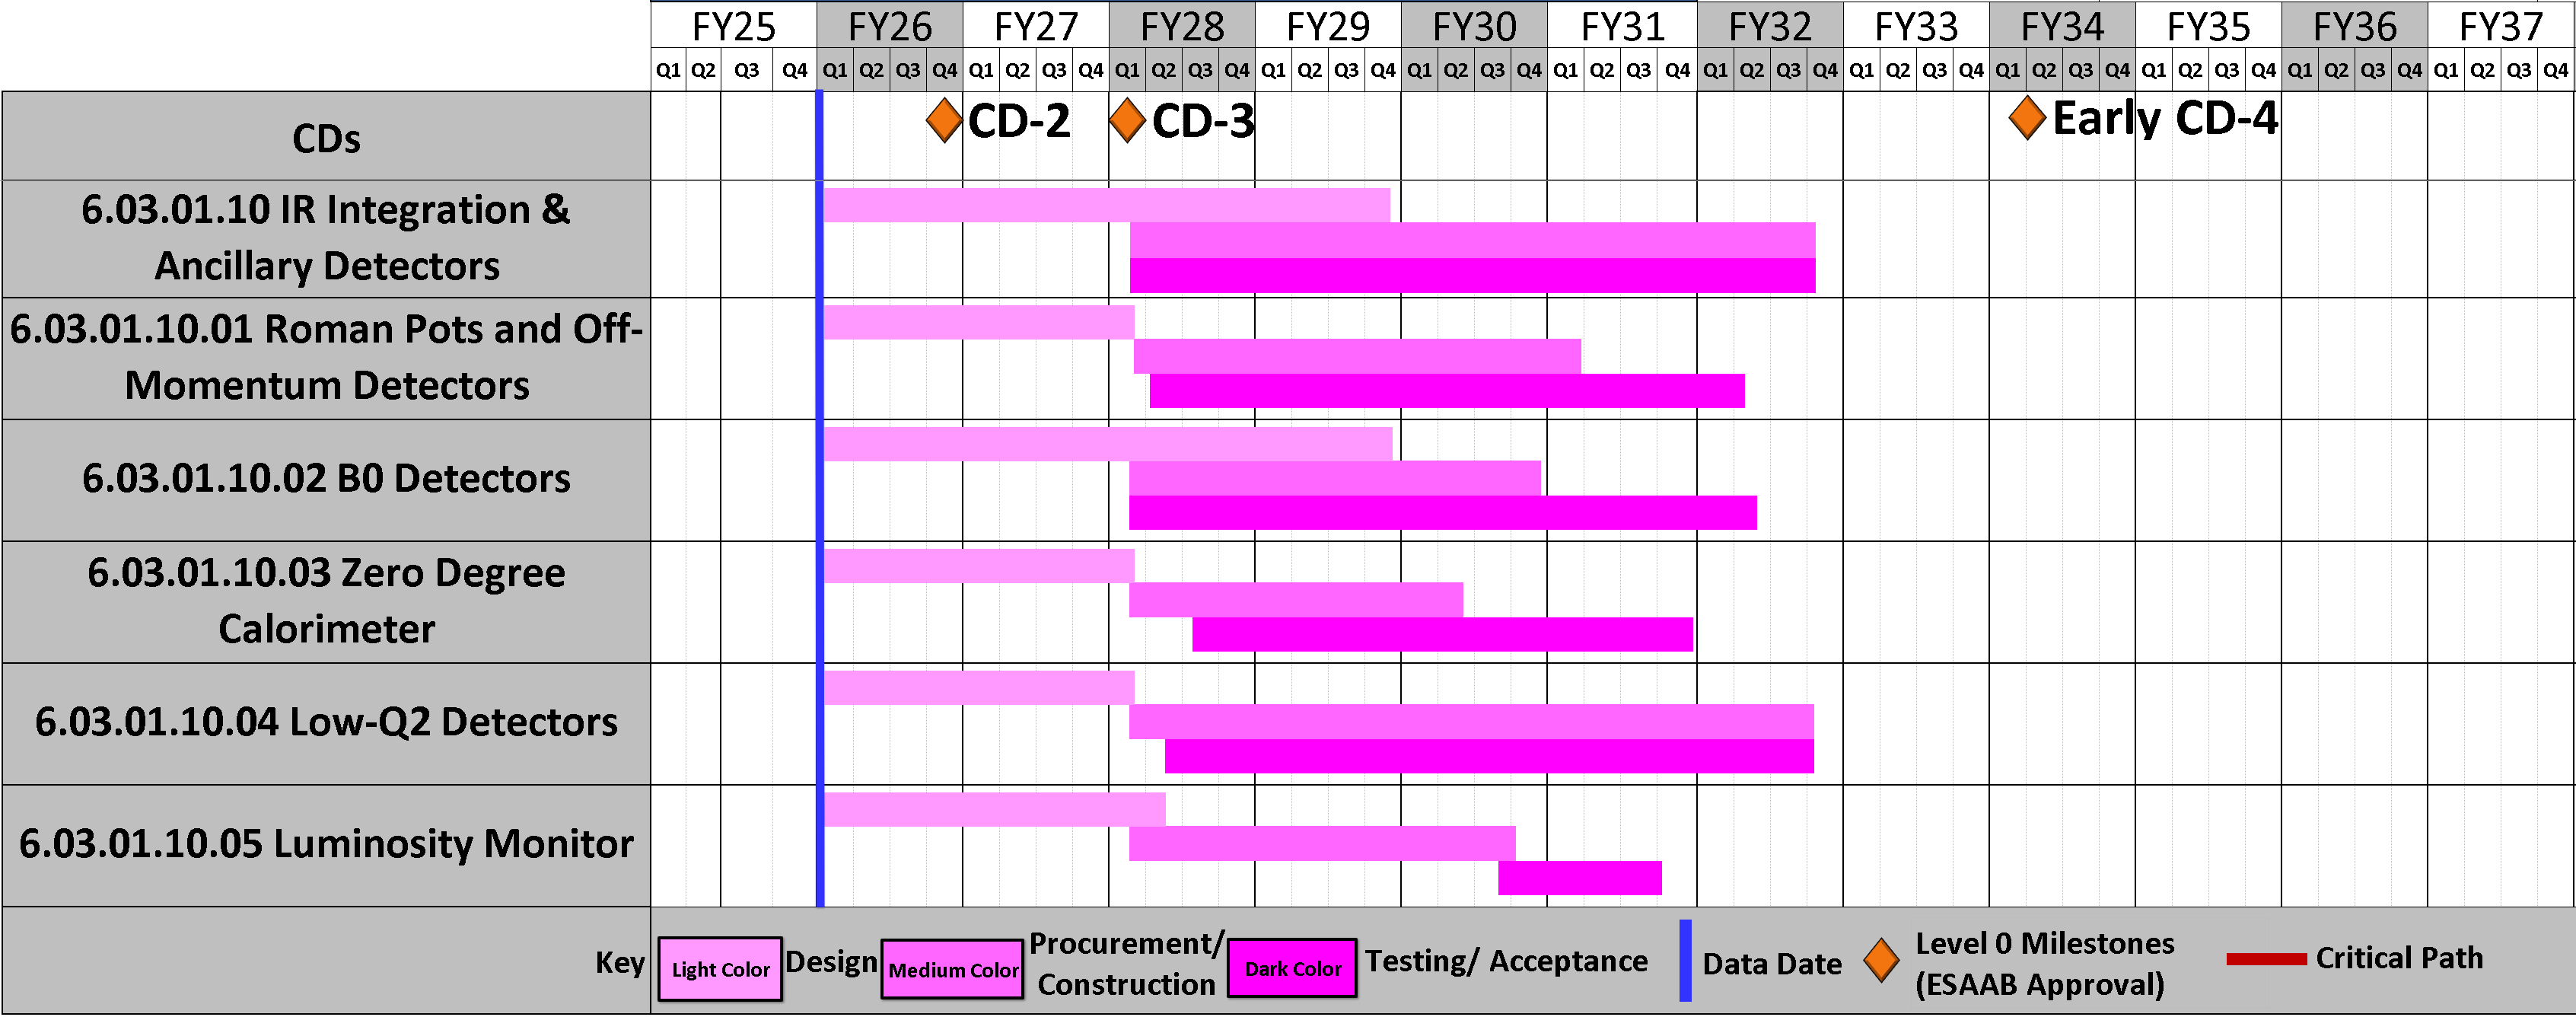 FY25 FY26 FY27 FY28 FY29 FY30 FY31 FY32 FY33 FY34 FY35 FY36 FY37
Q1 Q2 Q3 Q4 Q1 Q2 Q3 Q4 Q1 Q2 Q3 Q4 Q1 Q2 Q3 Q4 Q1 Q2 Q3 Q4 Q1 Q2 Q3 Q4 Q1 Q2 Q3 Q4 Q1 Q2 Q3 Q4 Q1 Q2 Q3 Q4 Q1 Q2 Q3 Q4 Q1 Q2 Q3 Q4 Q1 Q2 Q3 Q4 Q1 Q2 Q3 Q4
CDs
CD-2
CD-3
Early CD-4
6.03.01.10 IR Integration &
Ancillary Detectors
6.03.01.10.01 Roman Pots and Off-
Momentum Detectors
6.03.01.10.02 B0 Detectors
6.03.01.10.03 Zero Degree
Calorimeter
6.03.01.10.04 Low-Q2 Detectors
6.03.01.10.05 Luminosity Monitor
Key
Light Color
Design
Medium Color
Procurement/
Construction
Dark Color
Testing/ Acceptance
Data Date
Level 0 Milestones
(ESAAB Approval)
Critical Path